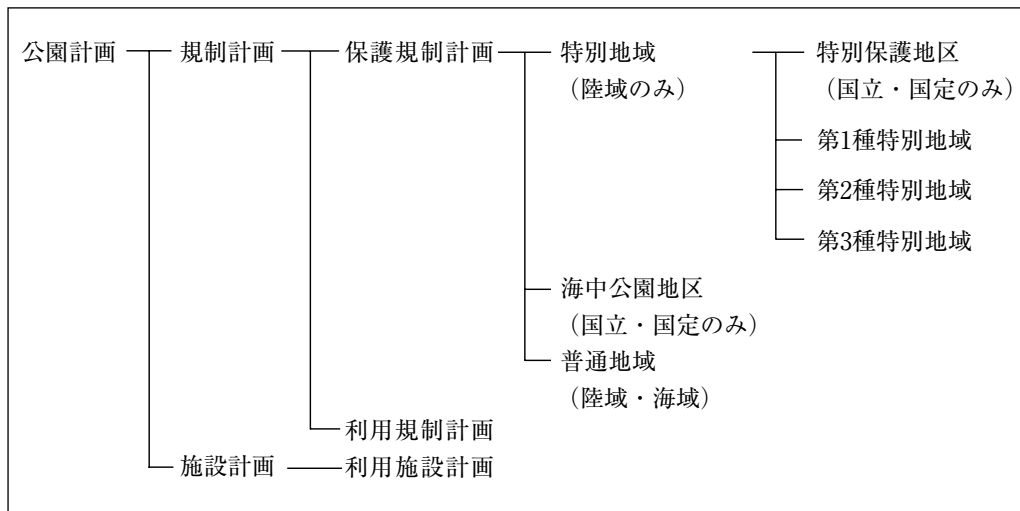 公園計画 規制計画 保護規制計画 特別地域 特別保護地区
（陸域のみ） （国立・国定のみ）
第1種特別地域
第2種特別地域
第3種特別地域
海中公園地区
（国立・国定のみ）
普通地域
（陸域・海域）
利用規制計画
施設計画 利用施設計画